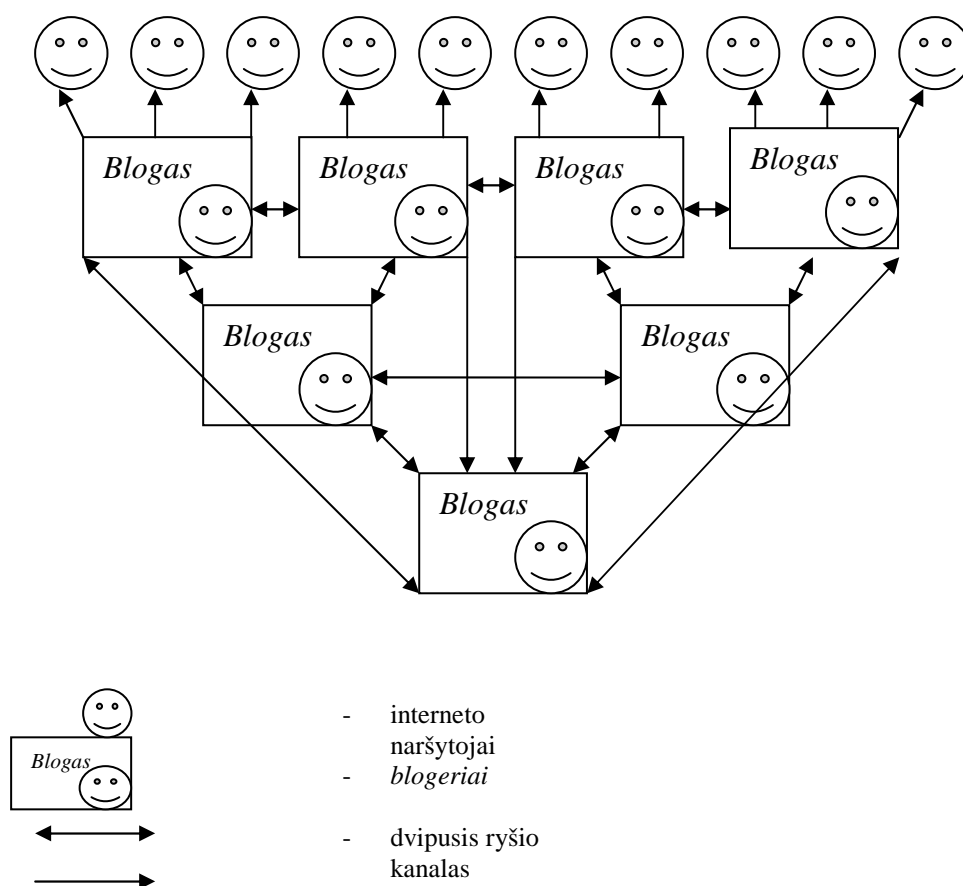 Blogas
Blogas
Blogas
Blogas
Blogas
Blogas
Blogas
Blogas
- interneto
naršytojai
- blogeriai
- dvipusis ryšio
kanalas